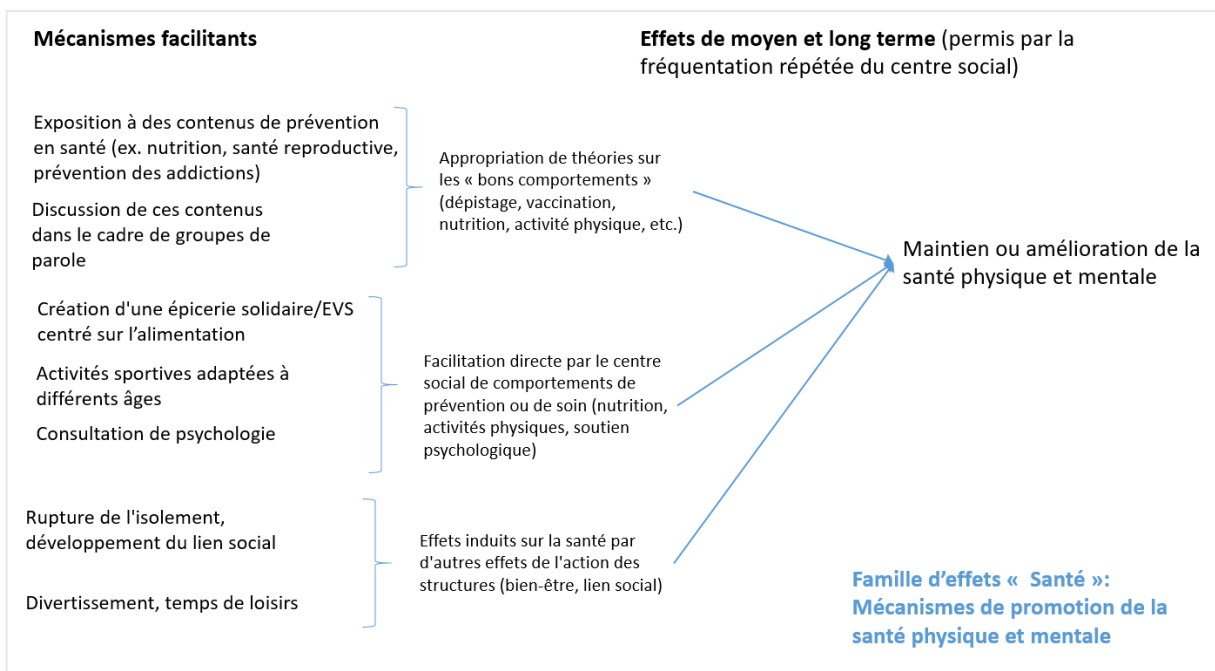 Mécanismes facilitants
Effets de moyen et long terme (permis par la
fréquentation répétée du centre social)
Exposition à des contenus de prévention
en santé (ex. nutrition, santé reproductive,
prévention des addictions)
Discussion de ces contenus
dans le cadre de groupes de
parole
Appropriation de théories sur
les « bons comportements »
(dépistage, vaccination,
nutrition, activité physique, etc.)
Maintien ou amélioration de la
santé physique et mentale
Création d'une épicerie solidaire/EVS
centré sur l’alimentation
Activités sportives adaptées à
différents âges
Consultation de psychologie
Facilitation directe par le centre
social de comportements de
prévention ou de soin (nutrition,
activités physiques, soutien
psychologique)
Rupture de l'isolement,
développement du lien social
Divertissement, temps de loisirs
Effets induits sur la santé par
d'autres effets de l'action des
structures (bien-être, lien social)
Famille d’effets «  Santé »:
Mécanismes de promotion de la
santé physique et mentale